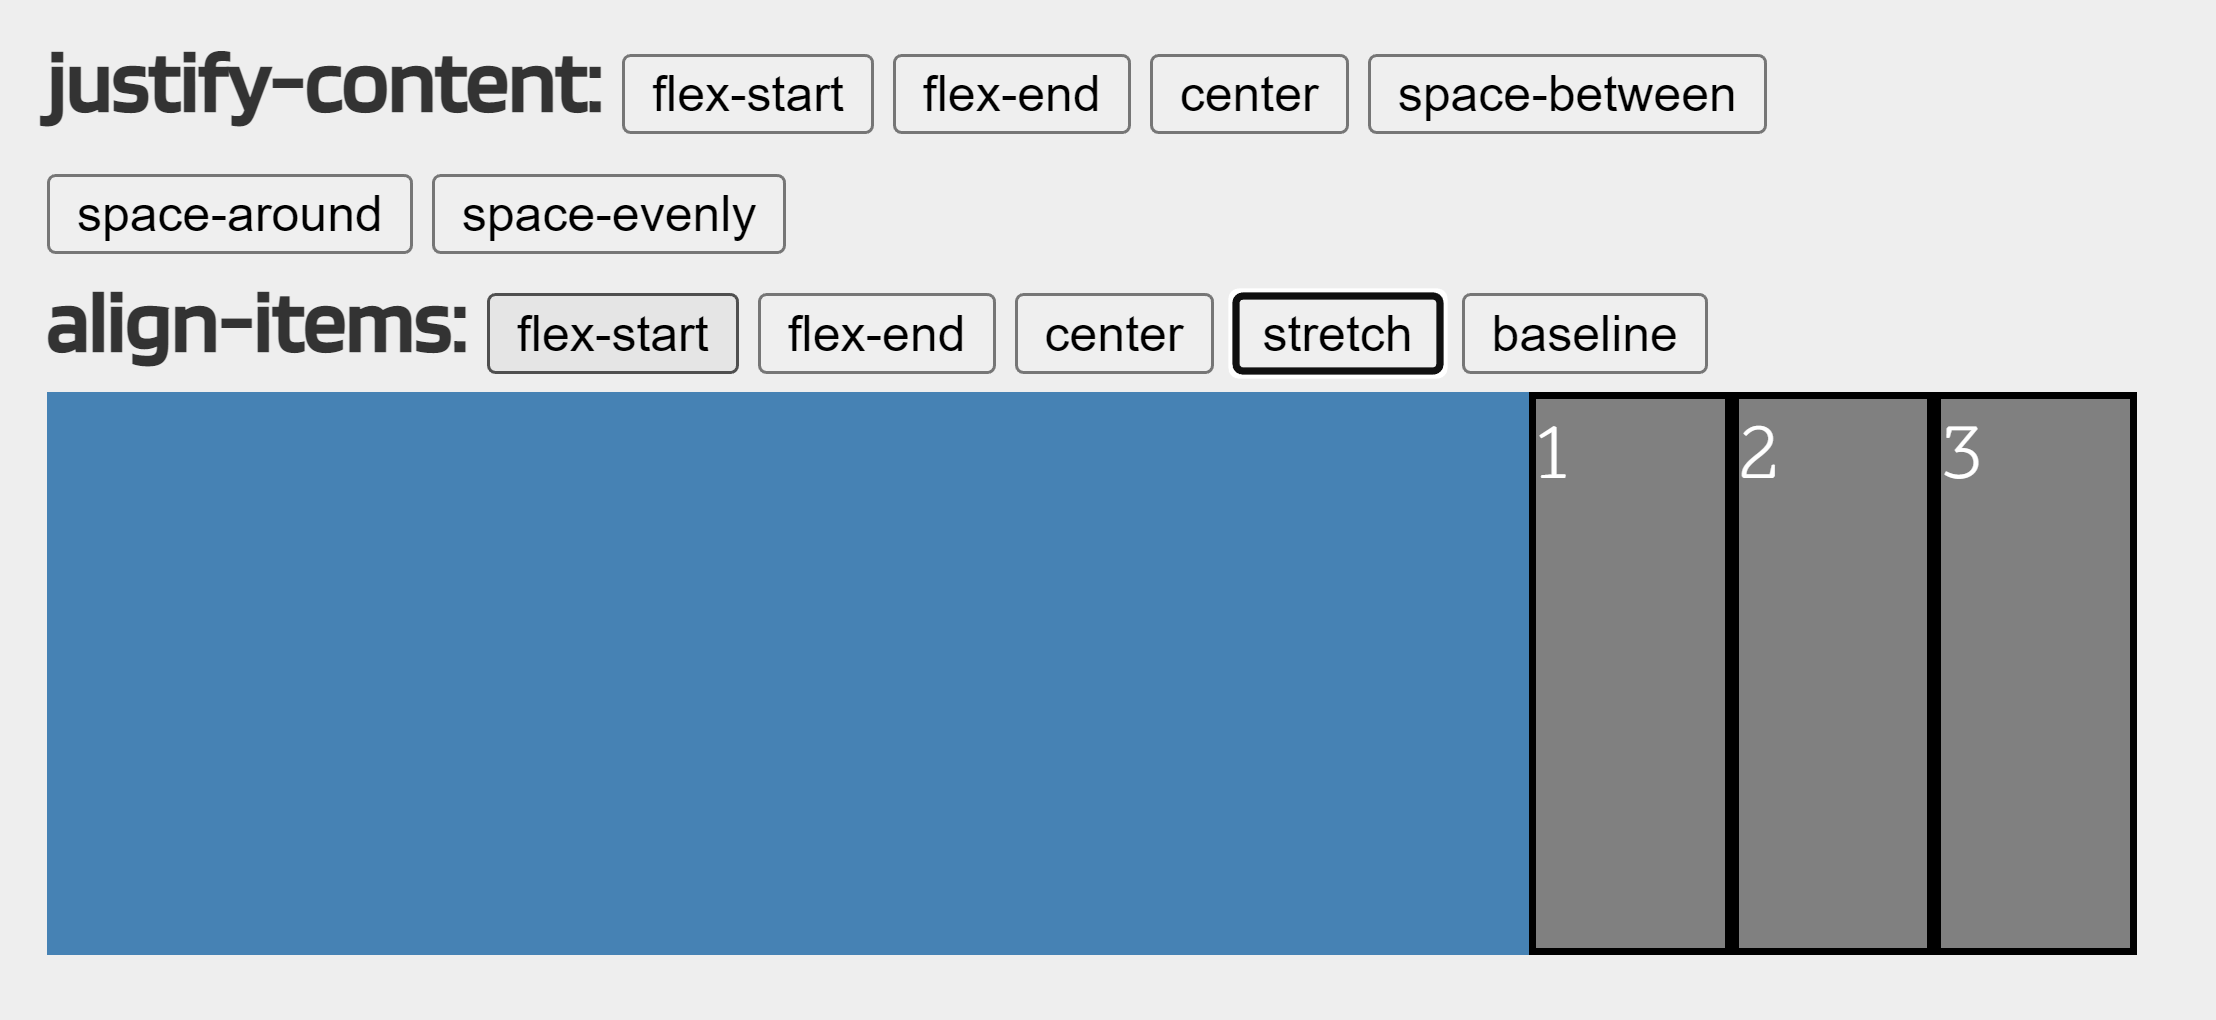 justify-content: flex-start flex-end center space-between
space-around space-evenly
align-items: flex-start flex-end center stretch baseline
1 2 3